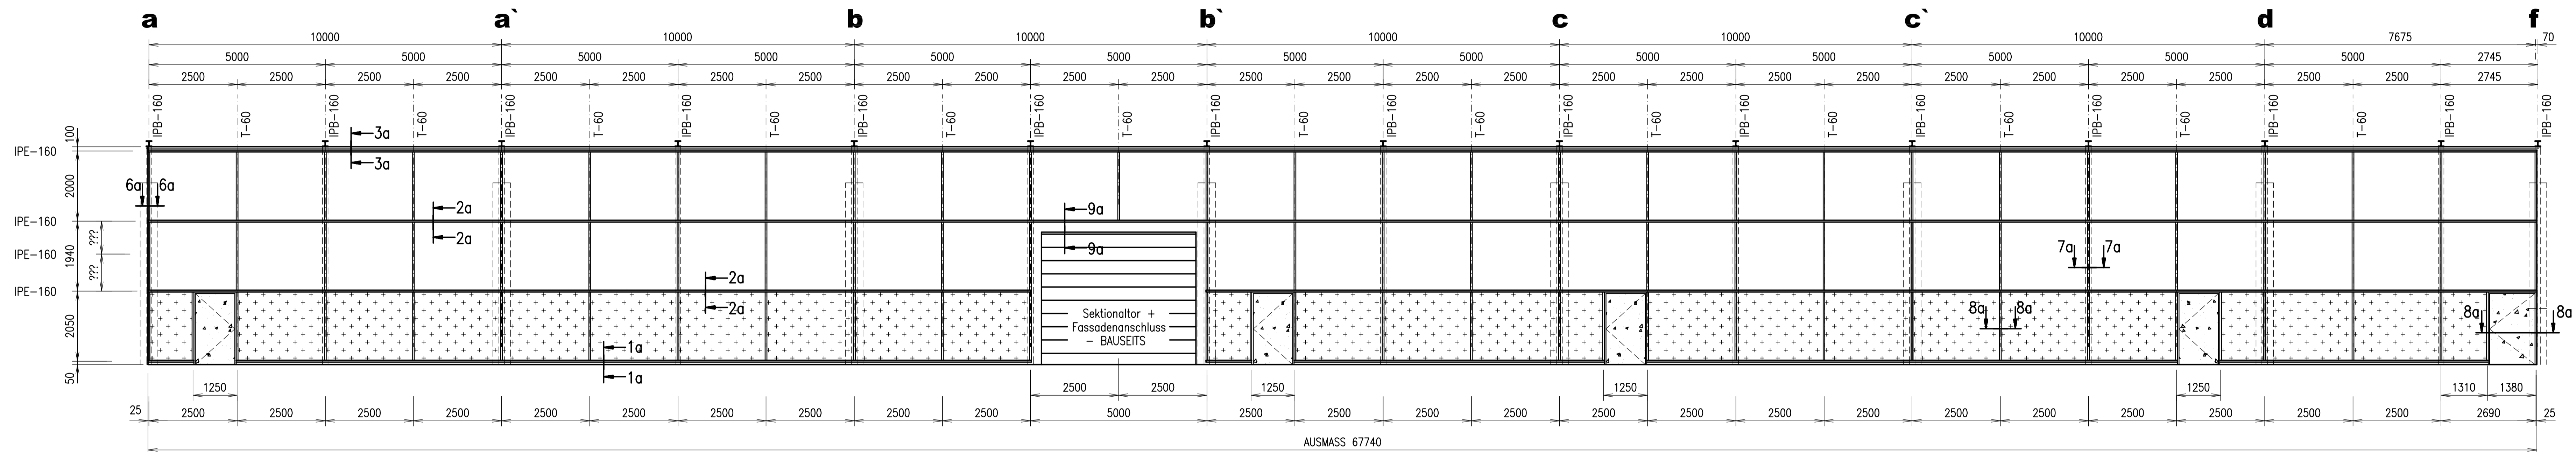 a a` b b` c c` d f
10000 10000 10000 10000 10000 10000 7675 70
5000 5000 5000 5000 5000 5000 5000 5000 5000 5000 5000 5000 5000 2745
2500 2500 2500 2500 2500 2500 2500 2500 2500 2500 2500 2500 2500 2500 2500 2500 2500 2500 2500 2500 2500 2500 2500 2500 2500 2500 2745
IPB-160 T-60 IPB-160 T-60 IPB-160 T-60 IPB-160 T-60 IPB-160 T-60 IPB-160 T-60 IPB-160 T-60 IPB-160 T-60 IPB-160 T-60 IPB-160 T-60 IPB-160 T-60 IPB-160 T-60 IPB-160 T-60 IPB-160 IPB-160
100
3a
IPE-160
3a
2000
6a 6a
2a 9a
IPE-160
???
2a
9a 7a 7a
IPE-160
1940
???
2a
IPE-160
2a 8a 8a 8a 8a
Sektionaltor +
Fassadenanschluss
- BAUSEITS
2050
1a
1a
50
1250 2500 2500 1250 1250 1250 1310 1380
25 2500 2500 2500 2500 2500 2500 2500 2500 2500 2500 5000 2500 2500 2500 2500 2500 2500 2500 2500 2500 2500 2500 2500 2500 2500 2690 25
AUSMASS 67740